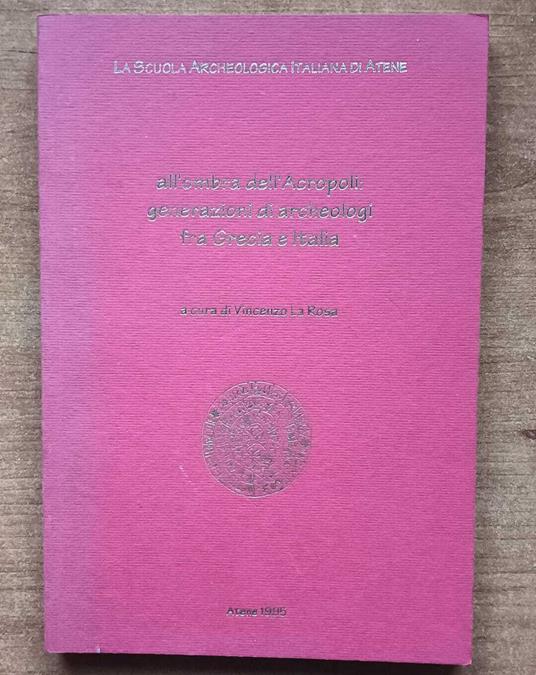 LA SCUOLA ARCHEOLOGICA ITALIANA DI ATENE
all'ombra dell'Acropoli:
generazioni di archeologi
fra Grecia e Italia
a cura di Vincenzo La Rosa
Atene 1995